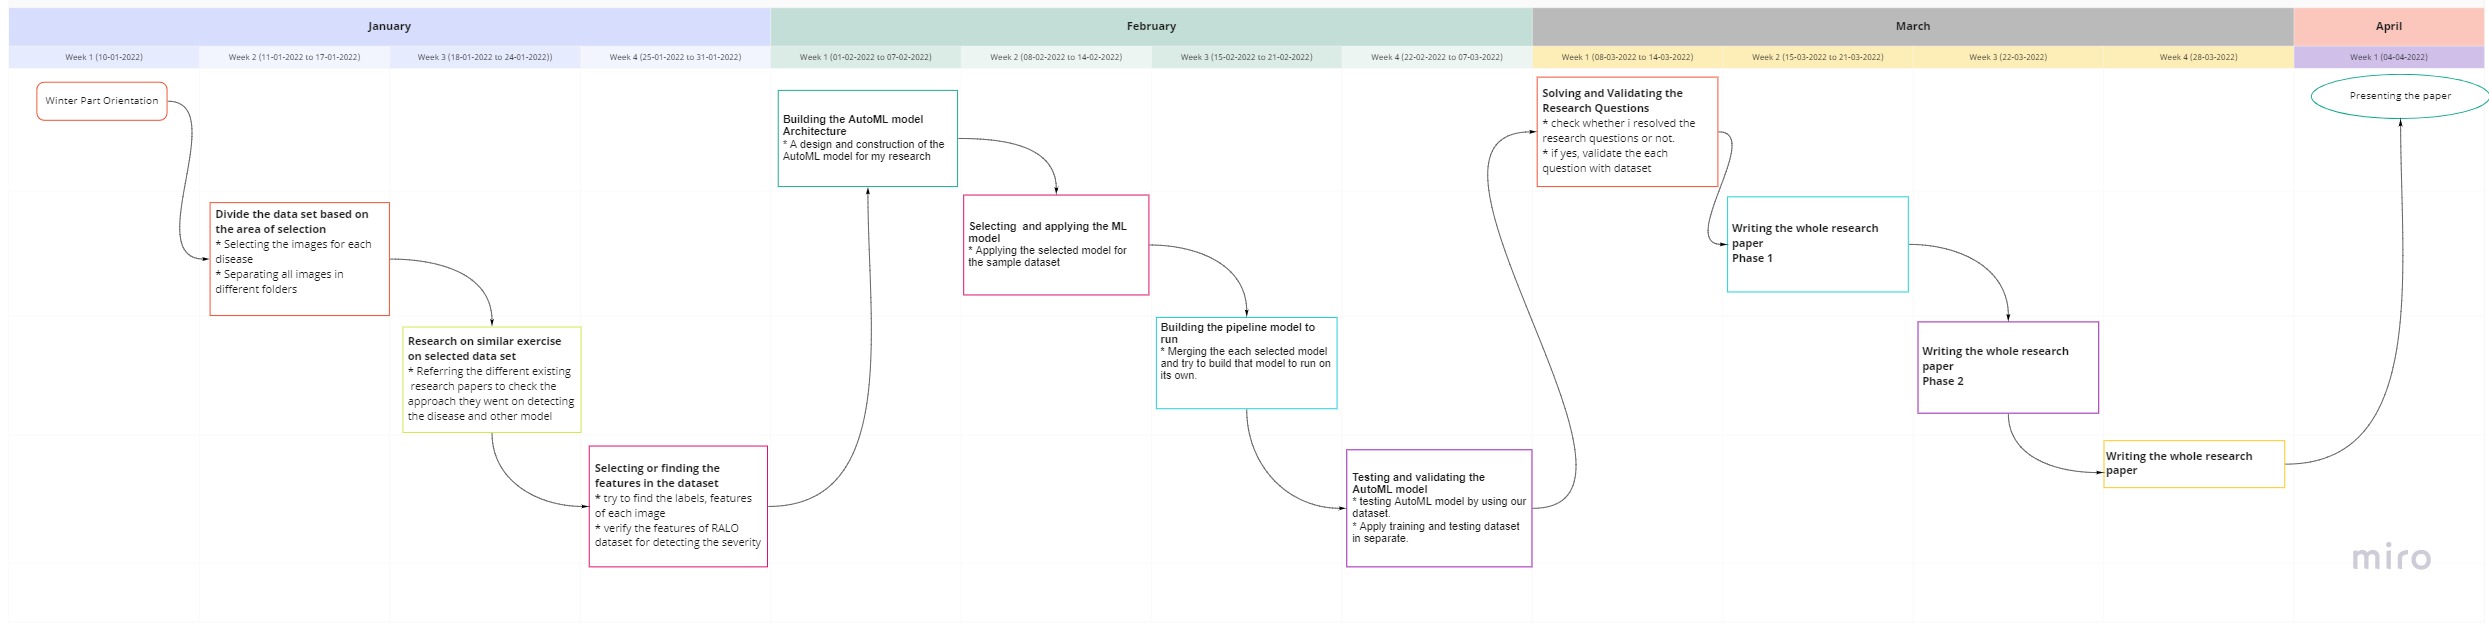 January
February
March
April
Week 1 (10-01-2022)
Week 2 (11-01-2022 to 17-01-2022)
Week 3 (18-01-2022 to 24-01-2022))
Week 4 (25-01-2022 to 31-01-2022)
Week 1 (01-02-2022 to 07-02-2022)
Week 2 (08-02-2022 to 14-02-2022)
Week 3 (15-02-2022 to 21-02-2022)
Week 4 (22-02-2022 to 07-03-2022)
Week 1 (08-03-2022 to 14-03-2022)
Week 2 (15-03-2022 to 21-03-2022)
Week 3 (22-03-2022)
Week 4 (28-03-2022)
Week 1 (04-04-2022)
Winter Part Orientation
Divide the data set based on
the area of selection
* Selecting the images for each
disease
* Separating all images in
different folders
Research on similar exercise
on selected data set
* Referring the different existing
research papers to check the
approach they went on detecting
the disease and other model
Selecting or finding the
features in the dataset
* try to find the labels, features
of each image
* verify the features of RALO
dataset for detecting the severity
Building the AutoML model
Architecture
* A design and construction of the
AutoML model for my research
Selecting  and applying the ML
model
* Applying the selected model for
the sample dataset
Building the pipeline model to
run
* Merging the each selected model
and try to build that model to run on
its own.
Testing and validating the
AutoML model
* testing AutoML model by using our
dataset.
* Apply training and testing dataset
in separate.
Solving and Validating the
Research Questions
* check whether i resolved the
research questions or not.
* if yes, validate the each
question with dataset
Writing the whole research
paper
Phase 1
Writing the whole research
paper
Phase 2
Writing the whole research
paper
Presenting the paper
miro